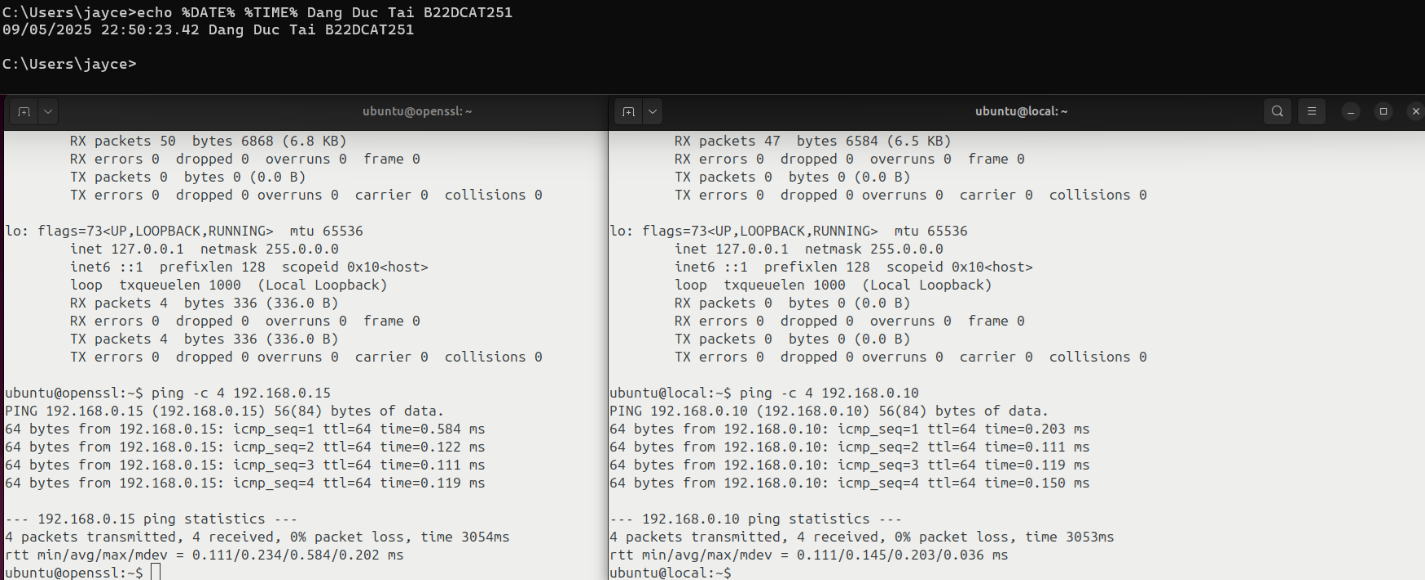 C:\Users\jayce>echo %DATE% %TIME% Dang Duc Tai B22DCAT251
09/05/2025 22:50:23.42 Dang Duc Tai B22DCAT251
C:\Users\jayce>
ubuntu@openssl: ~
RX packets 50  bytes 6868 (6.8 KB)
RX errors 0  dropped 0  overruns 0  frame 0
TX packets 0  bytes 0 (0.0 B)
TX errors 0  dropped 0 overruns 0  carrier 0  collisions 0
lo: flags=73<UP,LOOPBACK,RUNNING>  mtu 65536
inet 127.0.0.1  netmask 255.0.0.0
inet6 ::1  prefixlen 128  scopeid 0x10<host>
loop  txqueuelen 1000  (Local Loopback)
RX packets 4  bytes 336 (336.0 B)
RX errors 0  dropped 0  overruns 0  frame 0
TX packets 4  bytes 336 (336.0 B)
TX errors 0  dropped 0 overruns 0  carrier 0  collisions 0
ubuntu@openssl:~$ ping -c 4 192.168.0.15
PING 192.168.0.15 (192.168.0.15) 56(84) bytes of data.
64 bytes from 192.168.0.15: icmp_seq=1 ttl=64 time=0.584 ms
64 bytes from 192.168.0.15: icmp_seq=2 ttl=64 time=0.122 ms
64 bytes from 192.168.0.15: icmp_seq=3 ttl=64 time=0.111 ms
64 bytes from 192.168.0.15: icmp_seq=4 ttl=64 time=0.119 ms
--- 192.168.0.15 ping statistics ---
4 packets transmitted, 4 received, 0% packet loss, time 3054ms
rtt min/avg/max/mdev = 0.111/0.234/0.584/0.202 ms
ubuntu@openssl:~$
ubuntu@local: ~
RX packets 47  bytes 6584 (6.5 KB)
RX errors 0  dropped 0  overruns 0  frame 0
TX packets 0  bytes 0 (0.0 B)
TX errors 0  dropped 0 overruns 0  carrier 0  collisions 0
lo: flags=73<UP,LOOPBACK,RUNNING>  mtu 65536
inet 127.0.0.1  netmask 255.0.0.0
inet6 ::1  prefixlen 128  scopeid 0x10<host>
loop  txqueuelen 1000  (Local Loopback)
RX packets 0  bytes 0 (0.0 B)
RX errors 0  dropped 0  overruns 0  frame 0
TX packets 0  bytes 0 (0.0 B)
TX errors 0  dropped 0 overruns 0  carrier 0  collisions 0
ubuntu@local:~$ ping -c 4 192.168.0.10
PING 192.168.0.10 (192.168.0.10) 56(84) bytes of data.
64 bytes from 192.168.0.10: icmp_seq=1 ttl=64 time=0.203 ms
64 bytes from 192.168.0.10: icmp_seq=2 ttl=64 time=0.111 ms
64 bytes from 192.168.0.10: icmp_seq=3 ttl=64 time=0.119 ms
64 bytes from 192.168.0.10: icmp_seq=4 ttl=64 time=0.150 ms
--- 192.168.0.10 ping statistics ---
4 packets transmitted, 4 received, 0% packet loss, time 3053ms
rtt min/avg/max/mdev = 0.111/0.145/0.203/0.036 ms
ubuntu@local:~$